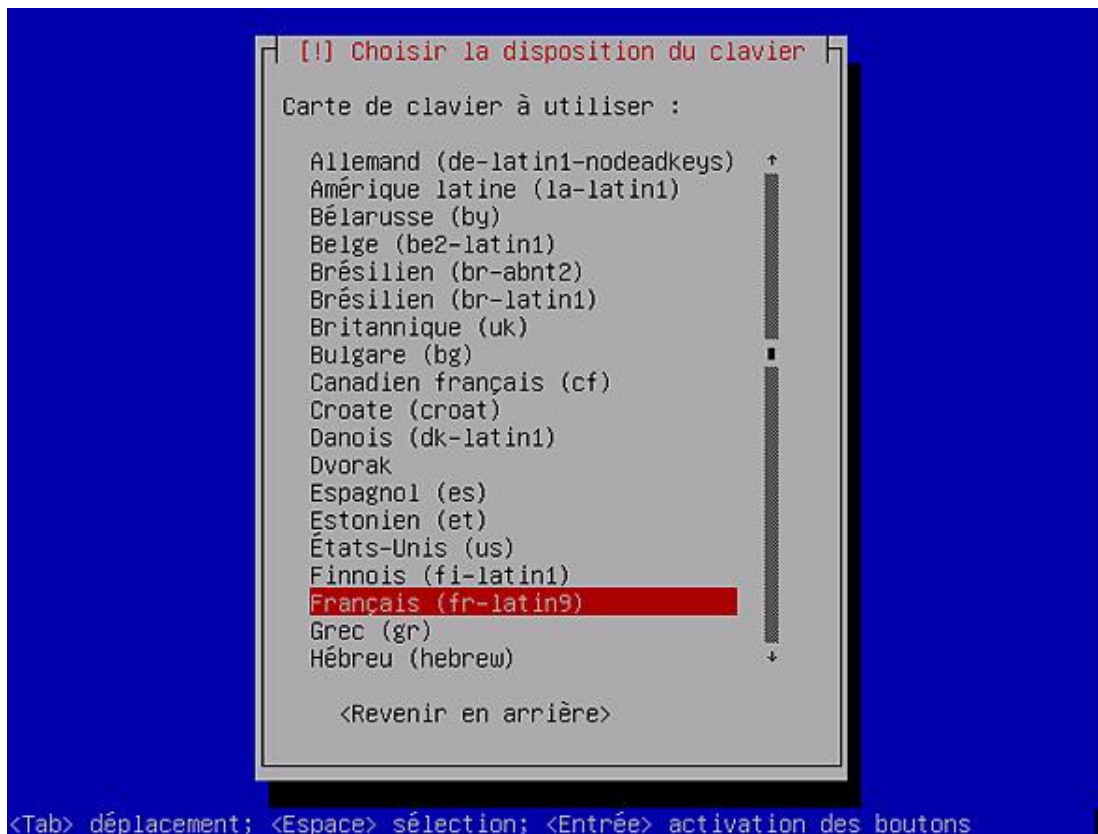 [!] Choisir la disposition du clavier
Carte de clavier à utiliser :
Allemand (de-latin1-nodeadkeys)
Amérique latine (la-latin1)
Bélarusse (by)
Belge (be2-latin1)
Brésilien (br-abnt2)
Brésilien (br-latin1)
Britannique (uk)
Bulgare (bg)
Canadien français (cf)
Croate (croat)
Danois (dk-latin1)
Dvorak
Espagnol (es)
Estonien (et)
États-Unis (us)
Finnois (fi-latin1)
Français (fr-latin9)
Grec (gr)
Hébreu (hebrew)
<Revenir en arrière>
<Tab> déplacement; <Espace> sélection; <Entrée> activation des boutons